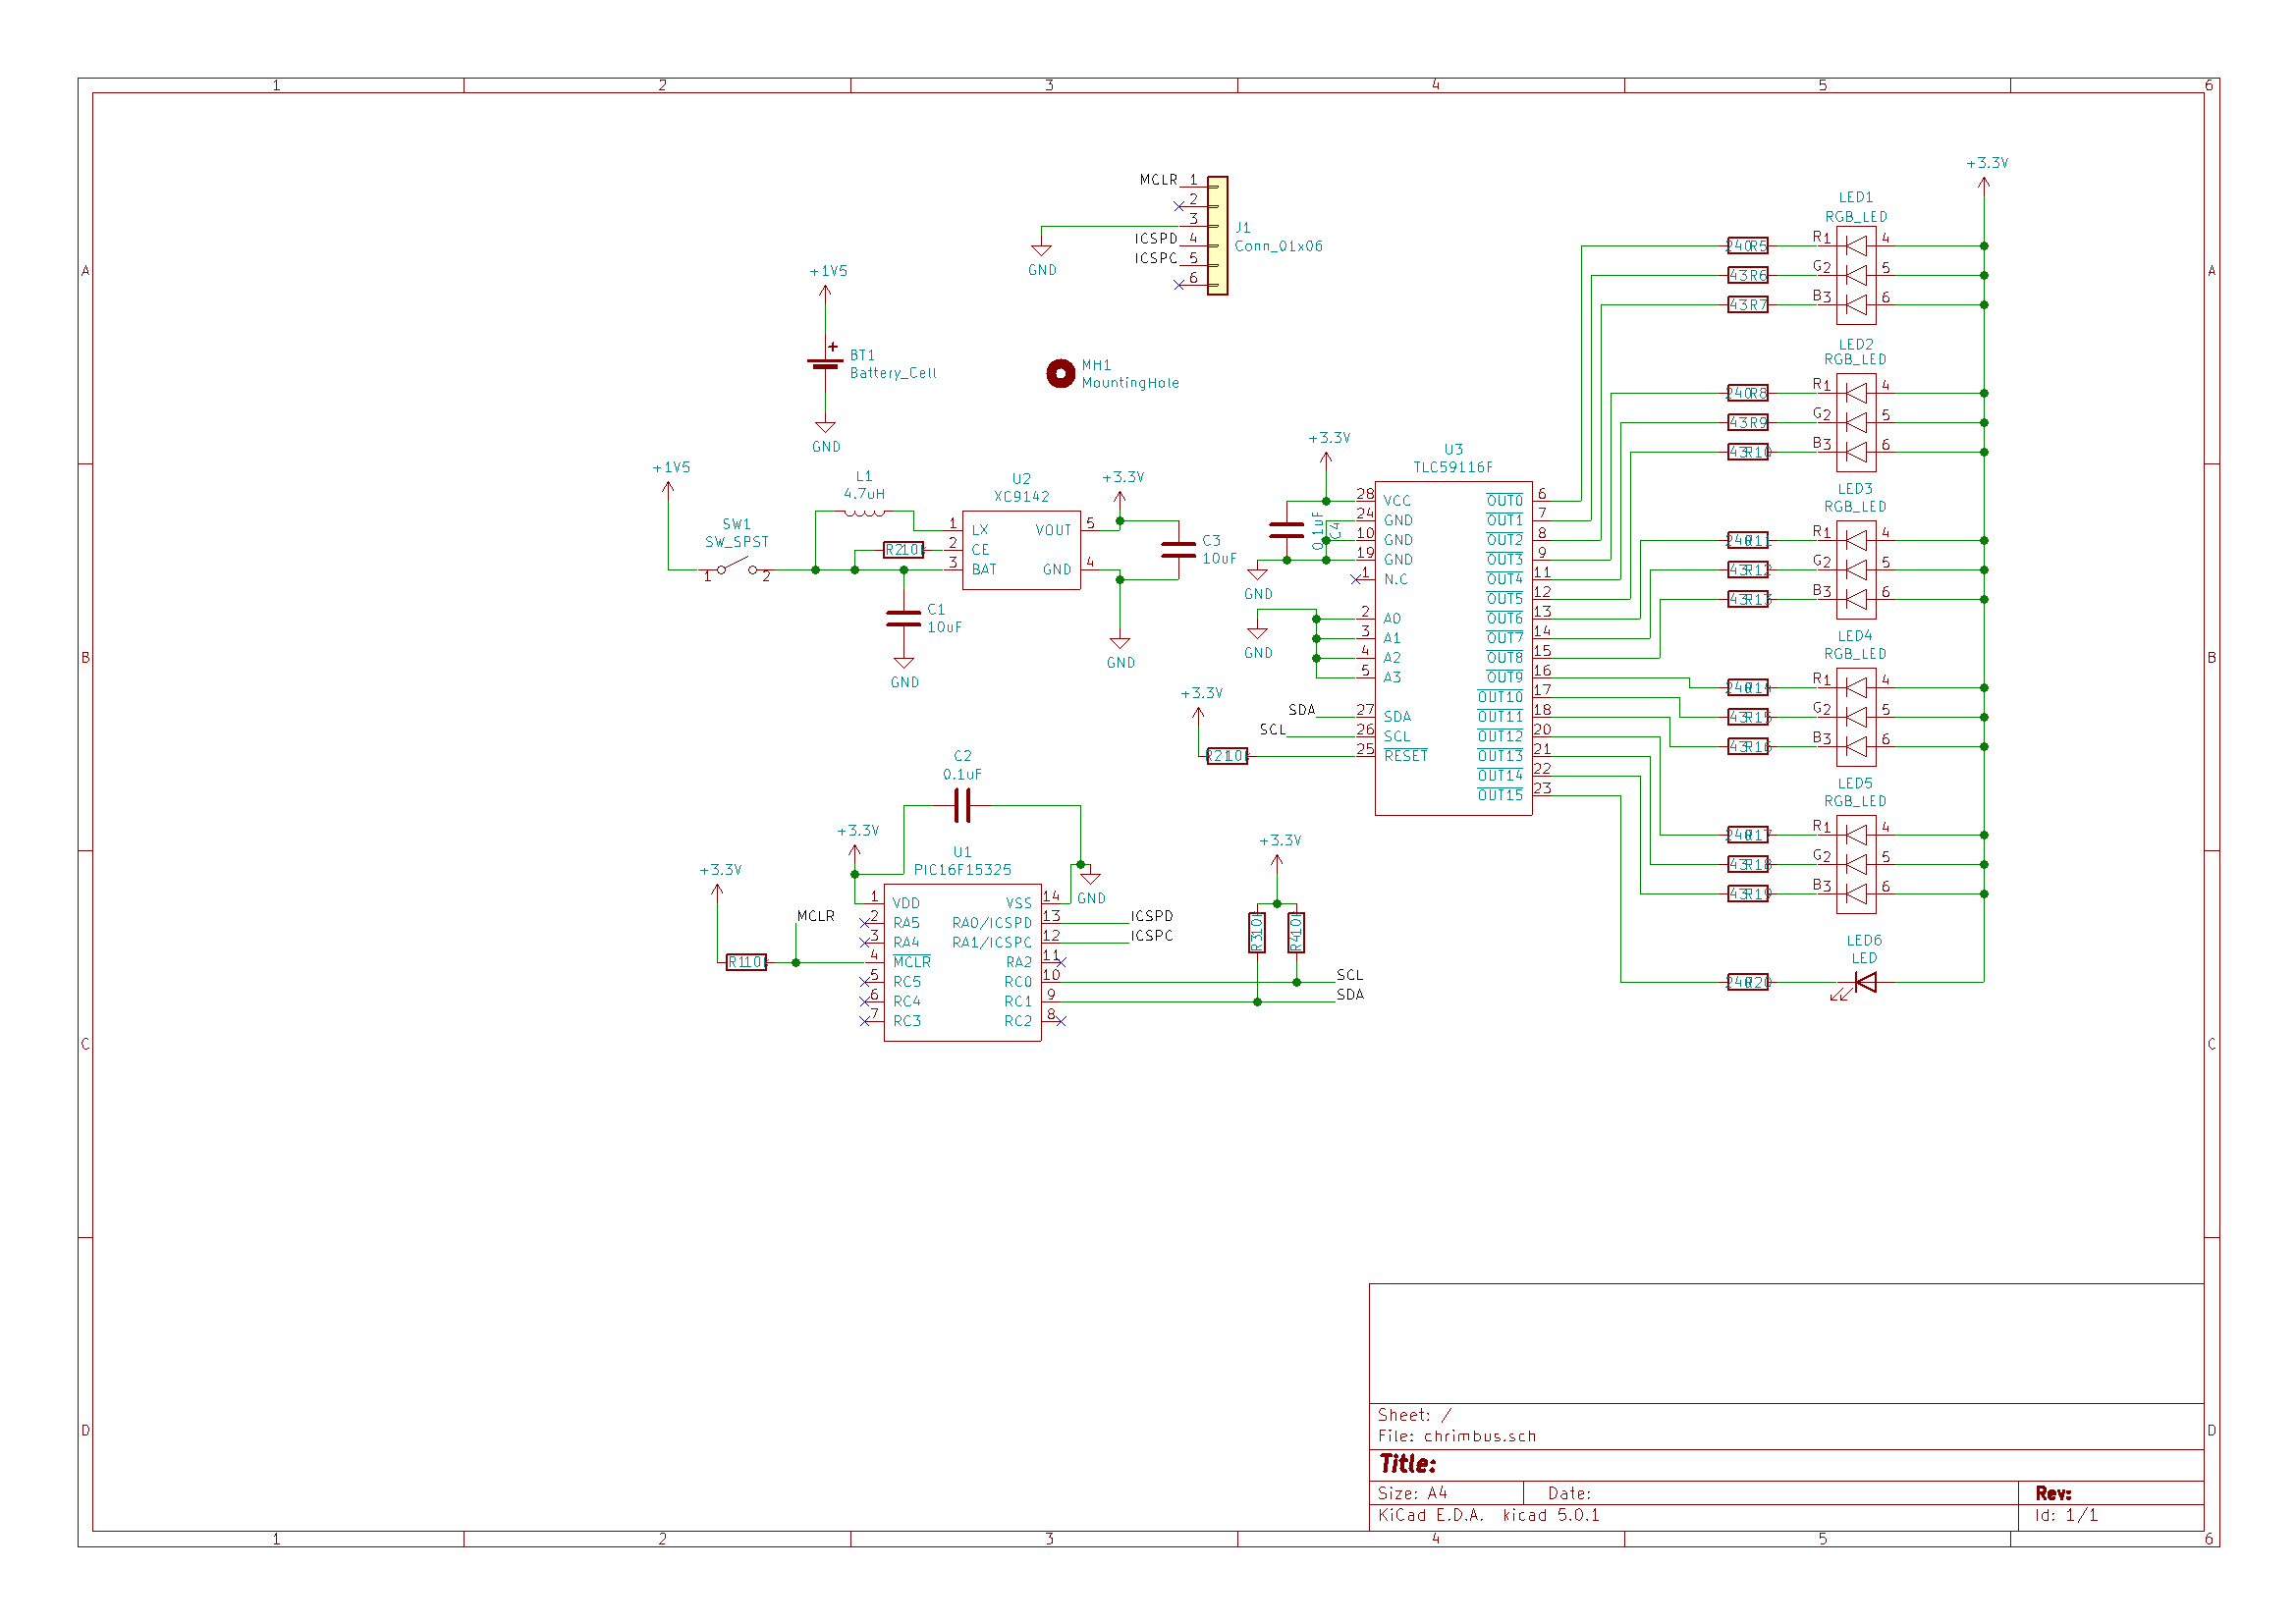 1 2 3 4 5 6
A
B
C
D
A
B
C
D
1 2 3 4 5 6
MCLR 1
2
3
ICSPD 4
ICSPC 5
6
J1
Conn_01x06
GND
+1V5
+
BT1
Battery_Cell
GND
MH1
MountingHole
+1V5
SW1
SW_SPST
1 2
L1
4.7uH
R2 10k
U2
XC9142
1 LX
2 CE
3 BAT
VOUT 5
GND 4
+3.3V
C3
10uF
GND
C1
10uF
GND
C2
0.1uF
+3.3V
GND
+3.3V
MCLR
R1 10k
U1
PIC16F15325
1 VDD
2 RA5
3 RA4
4 MCLR
5 RC5
6 RC4
7 RC3
VSS 14
RA0/ICSPD 13
RA1/ICSPC 12
RA2 11
RC0 10
RC1 9
RC2 8
ICSPD
ICSPC
+3.3V
R3 10k
R4 10k
SCL
SDA
+3.3V
0.1uF
C4
GND
GND
+3.3V
SDA
SCL
R21 10k
U3
TLC59116F
28 VCC
24 GND
10 GND
19 GND
1 N.C
2 A0
3 A1
4 A2
5 A3
27 SDA
26 SCL
25 RESET
OUT0 6
OUT1 7
OUT2 8
OUT3 9
OUT4 11
OUT5 12
OUT6 13
OUT7 14
OUT8 15
OUT9 16
OUT10 17
OUT11 18
OUT12 20
OUT13 21
OUT14 22
OUT15 23
+3.3V
LED1
RGB_LED
240 R5 R1 4
43 R6 G2 5
43 R7 B3 6
LED2
RGB_LED
240 R8 R1 4
43 R9 G2 5
43 R10 B3 6
LED3
RGB_LED
240 R11 R1 4
43 R12 G2 5
43 R13 B3 6
LED4
RGB_LED
240 R14 R1 4
43 R15 G2 5
43 R16 B3 6
LED5
RGB_LED
240 R17 R1 4
43 R18 G2 5
43 R19 B3 6
LED6
LED
240 R20
Sheet: /
File: chrimbus.sch
Title:
Size: A4 Date: Rev:
KiCad E.D.A. kicad 5.0.1 Id: 1/1